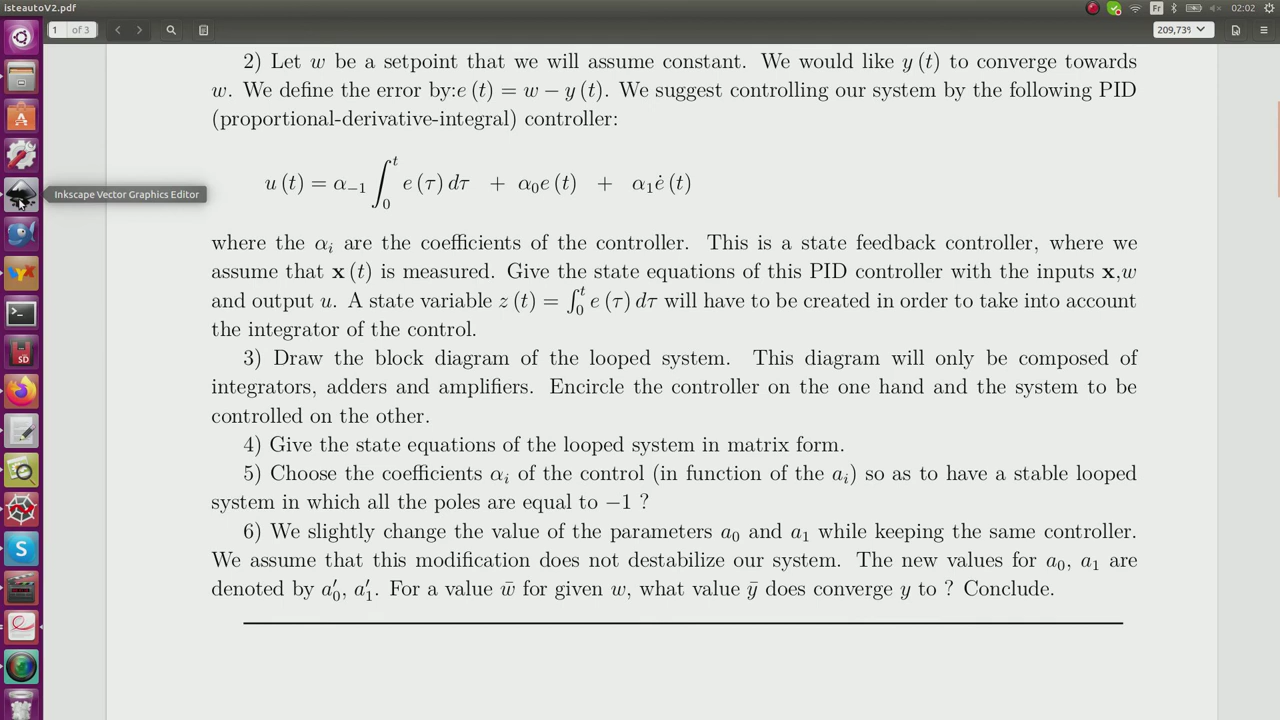 isteautoV2.pdf
Fr
02:02
1 of 3
209,73%
2) Let w be a setpoint that we will assume constant. We would like y (t) to converge towards
w. We define the error by:e (t) = w − y (t). We suggest controlling our system by the following PID
(proportional-derivative-integral) controller:
u (t) = α₋₁ ∫₀ᵗ e (τ) dτ + α₀e (t) + α₁ė (t)
Inkscape Vector Graphics Editor
where the αᵢ are the coefficients of the controller. This is a state feedback controller, where we
assume that x (t) is measured. Give the state equations of this PID controller with the inputs x,w
and output u. A state variable z (t) = ∫₀ᵗ e (τ) dτ will have to be created in order to take into account
the integrator of the control.
3) Draw the block diagram of the looped system. This diagram will only be composed of
integrators, adders and amplifiers. Encircle the controller on the one hand and the system to be
controlled on the other.
4) Give the state equations of the looped system in matrix form.
5) Choose the coefficients αᵢ of the control (in function of the aᵢ) so as to have a stable looped
system in which all the poles are equal to −1 ?
6) We slightly change the value of the parameters a₀ and a₁ while keeping the same controller.
We assume that this modification does not destabilize our system. The new values for a₀, a₁ are
denoted by a′₀, a′₁. For a value w̄ for given w, what value ȳ does converge y to ? Conclude.